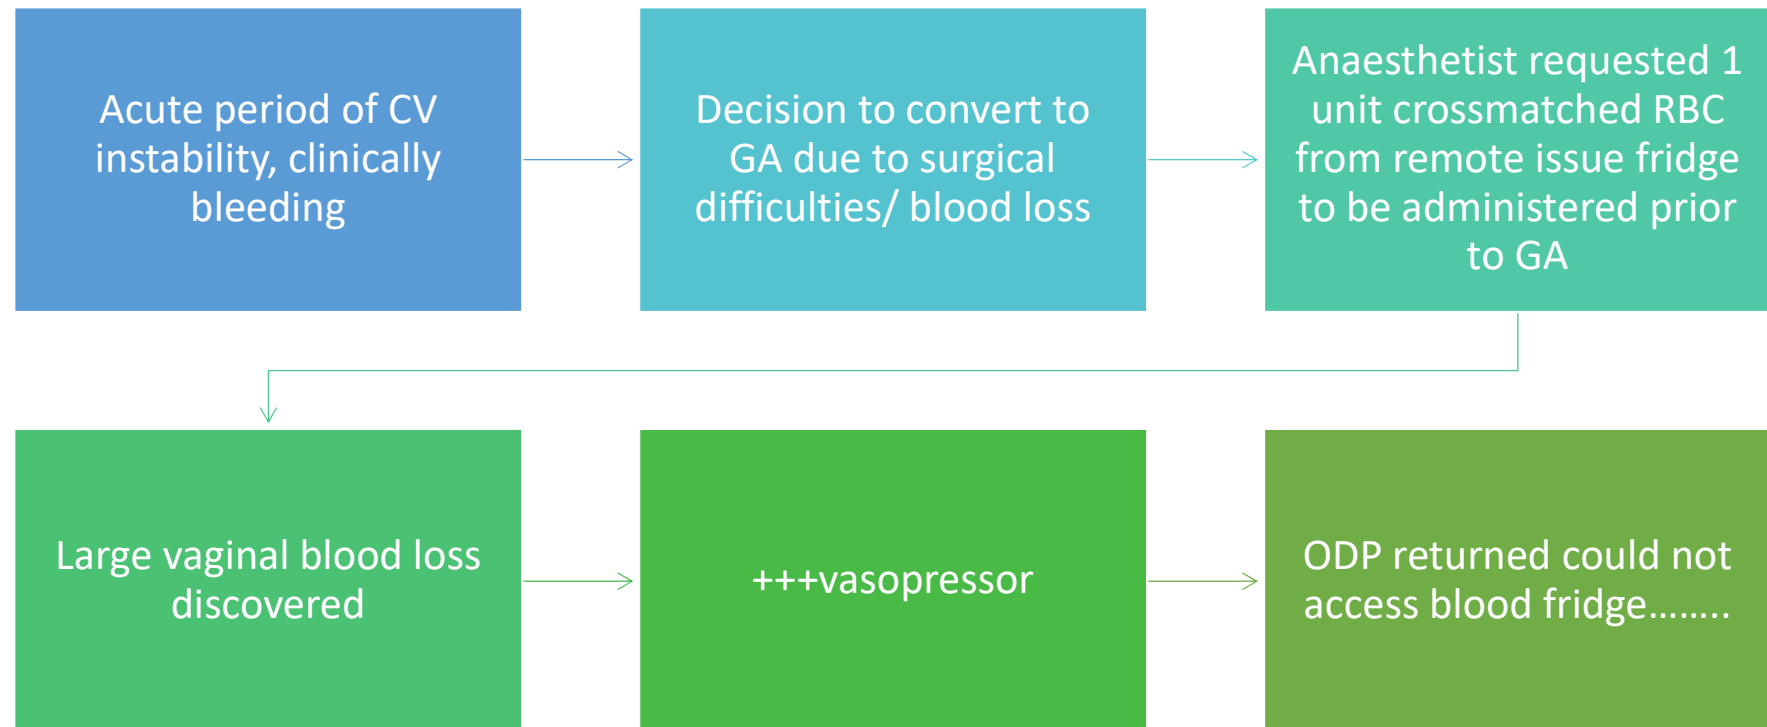 Acute period of CV
instability, clinically
bleeding
Decision to convert to
GA due to surgical
difficulties/ blood loss
Anaesthetist requested 1
unit crossmatched RBC
from remote issue fridge
to be administered prior
to GA
Large vaginal blood loss
discovered
+++vasopressor
ODP returned could not
access blood fridge........